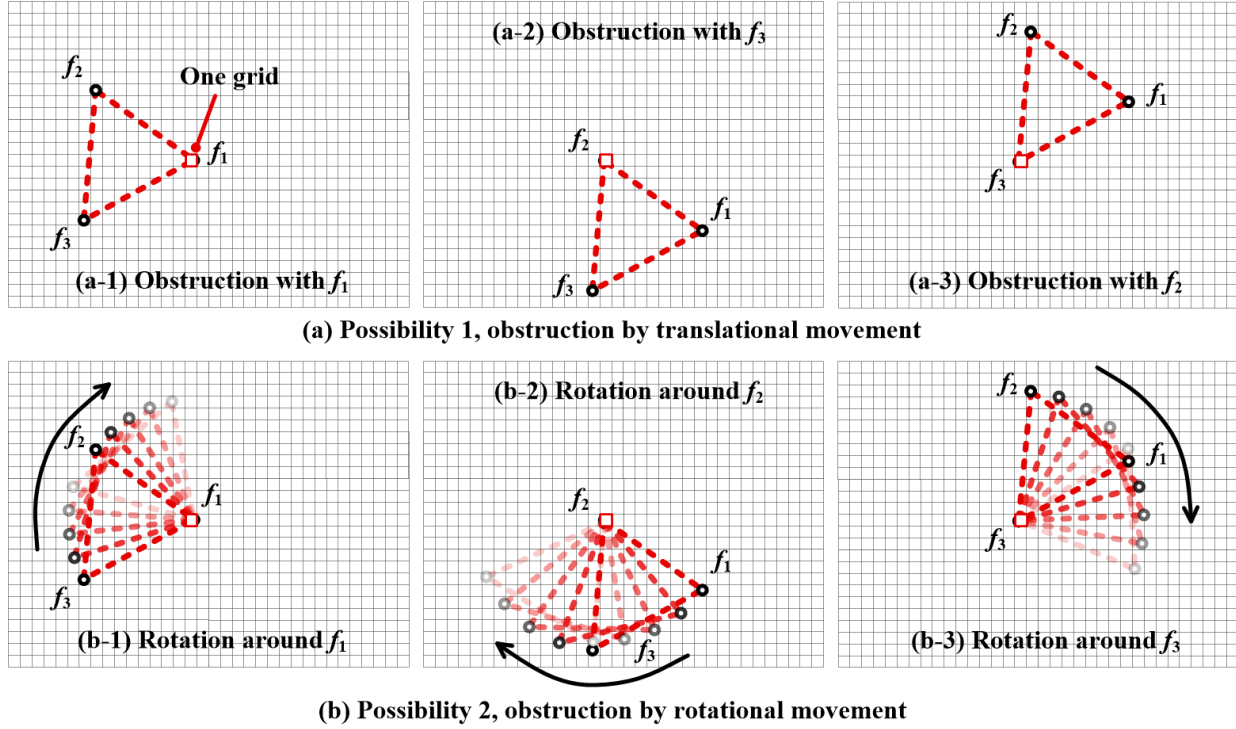 f2
One grid
f1
f3
(a-1) Obstruction with f1
(a-2) Obstruction with f3
f2
f1
f3
f2
f1
f3
(a-3) Obstruction with f2
(a) Possibility 1, obstruction by translational movement
f2
f1
f3
(b-1) Rotation around f1
(b-2) Rotation around f2
f2
f1
f3
f2
f1
f3
(b-3) Rotation around f3
(b) Possibility 2, obstruction by rotational movement